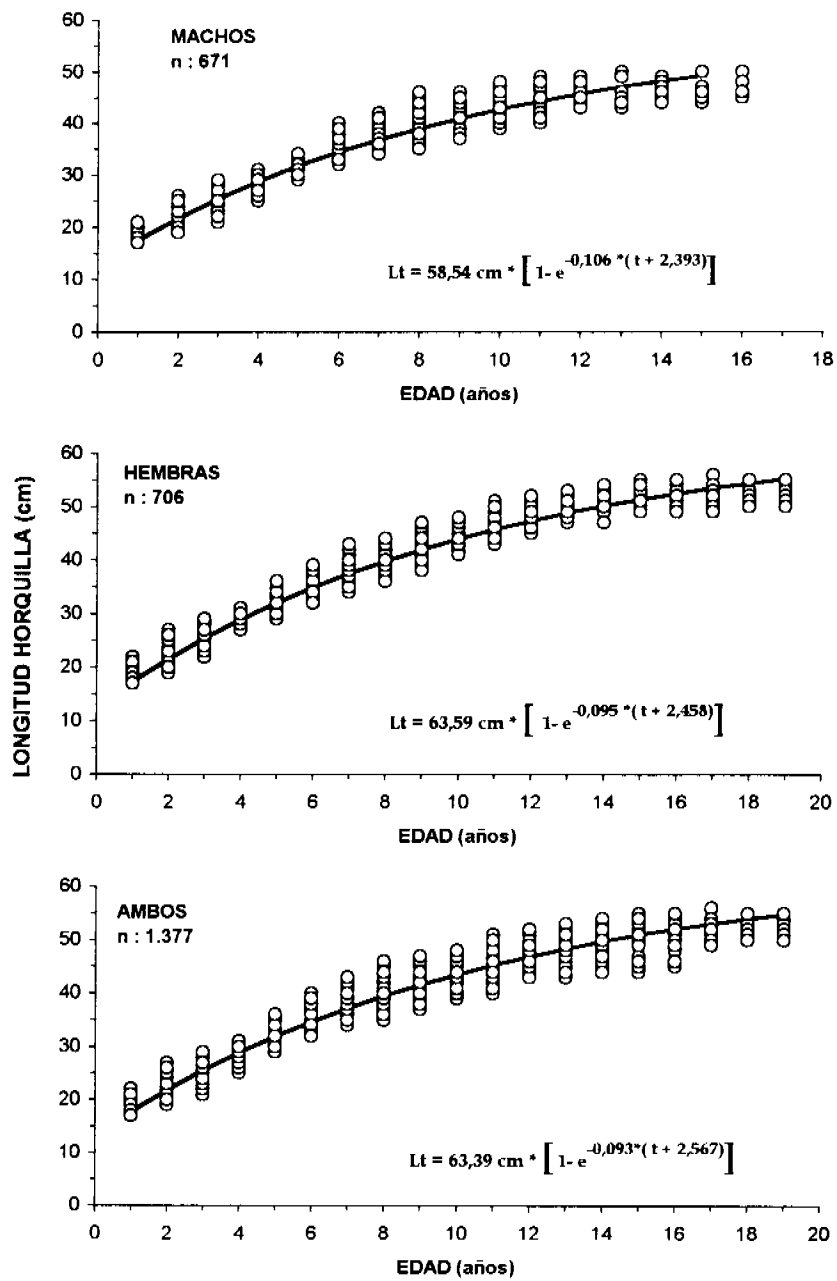 MACHOS
n : 671
60
50
40
30
20
10
0
Lt = 58,54 cm * [ 1- e^-0,106 *( t + 2,393) ]
0 2 4 6 8 10 12 14 16 18
EDAD (años)
LONGITUD HORQUILLA (cm)
HEMBRAS
n : 706
60
50
40
30
20
10
0
Lt = 63,59 cm * [ 1- e^-0,095 *( t + 2,458) ]
0 2 4 6 8 10 12 14 16 18 20
EDAD (años)
AMBOS
n : 1.377
60
50
40
30
20
10
0
Lt = 63,39 cm * [ 1- e^-0,093*( t + 2,567) ]
0 2 4 6 8 10 12 14 16 18 20
EDAD (años)